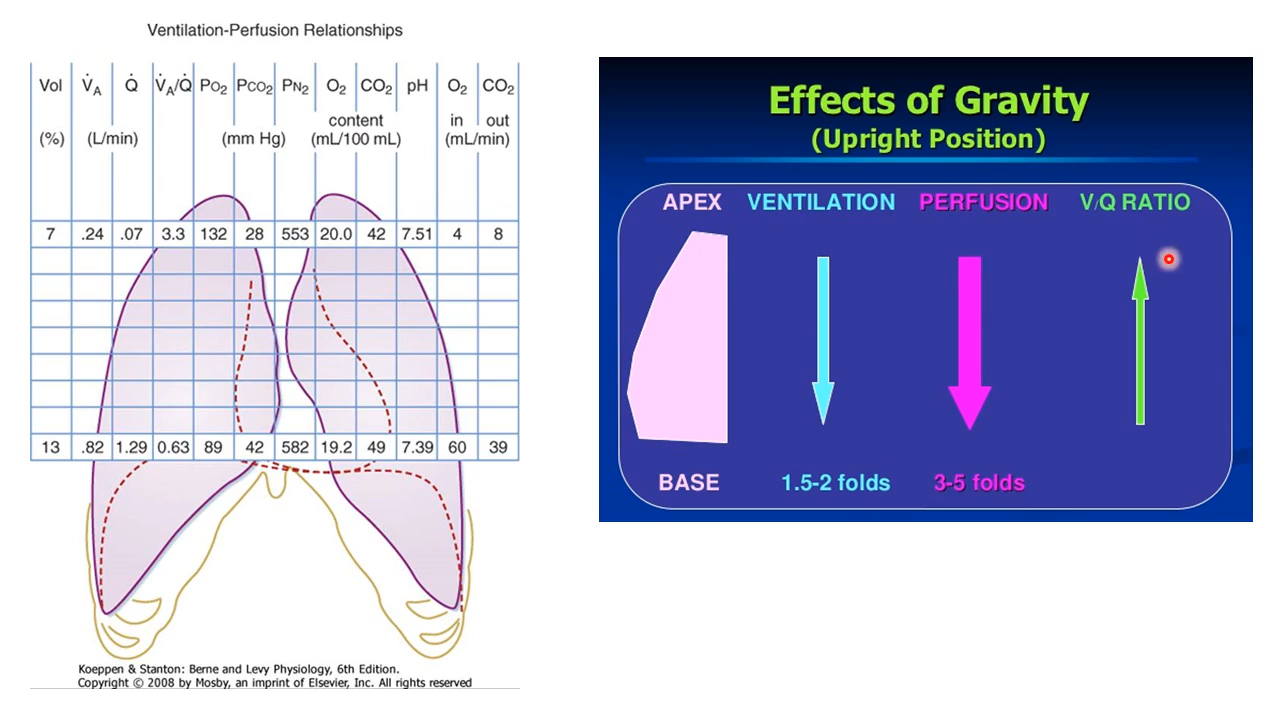 Ventilation-Perfusion Relationships
Vol V̇A Q̇ V̇A/Q̇ PO2 PCO2 PN2 O2 CO2 pH O2 CO2
content in out
(%) (L/min) (mm Hg) (mL/100 mL) (mL/min)
7 .24 .07 3.3 132 28 553 20.0 42 7.51 4 8
13 .82 1.29 0.63 89 42 582 19.2 49 7.39 60 39
Koeppen & Stanton: Berne and Levy Physiology, 6th Edition.
Copyright © 2008 by Mosby, an imprint of Elsevier, Inc. All rights reserved
Effects of Gravity
(Upright Position)
APEX VENTILATION PERFUSION V/Q RATIO
BASE 1.5-2 folds 3-5 folds